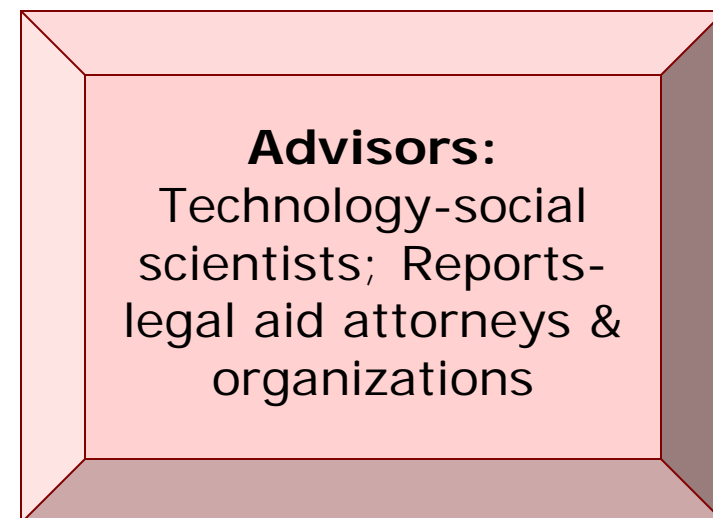 Advisors:
Technology-social
scientists; Reports-
legal aid attorneys &
organizations